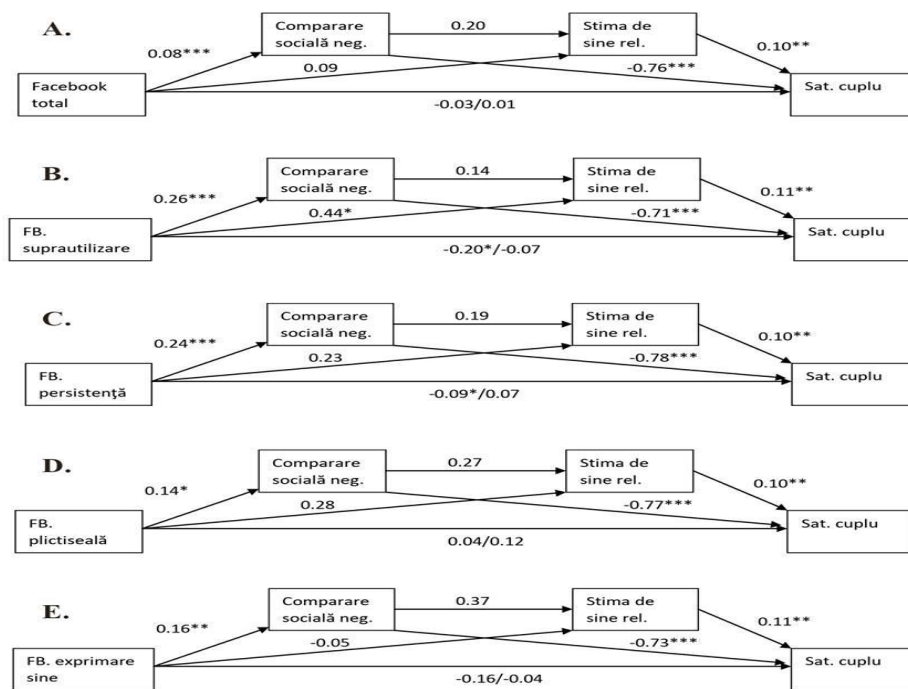 A.
Comparare
socială neg.
0.20
Stima de
sine rel.
0.08***
0.09
-0.76***
0.10**
Facebook
total
-0.03/0.01
Sat. cuplu
B.
Comparare
socială neg.
0.14
Stima de
sine rel.
0.26***
0.44*
-0.71***
0.11**
FB.
suprautilizare
-0.20*/-0.07
Sat. cuplu
C.
Comparare
socială neg.
0.19
Stima de
sine rel.
0.24***
0.23
-0.78***
0.10**
FB.
persistenţă
-0.09*/0.07
Sat. cuplu
D.
Comparare
socială neg.
0.27
Stima de
sine rel.
0.14*
0.28
-0.77***
0.10**
FB.
plictiseală
0.04/0.12
Sat. cuplu
E.
Comparare
socială neg.
0.37
Stima de
sine rel.
0.16**
-0.05
-0.73***
0.11**
FB. exprimare
sine
-0.16/-0.04
Sat. cuplu